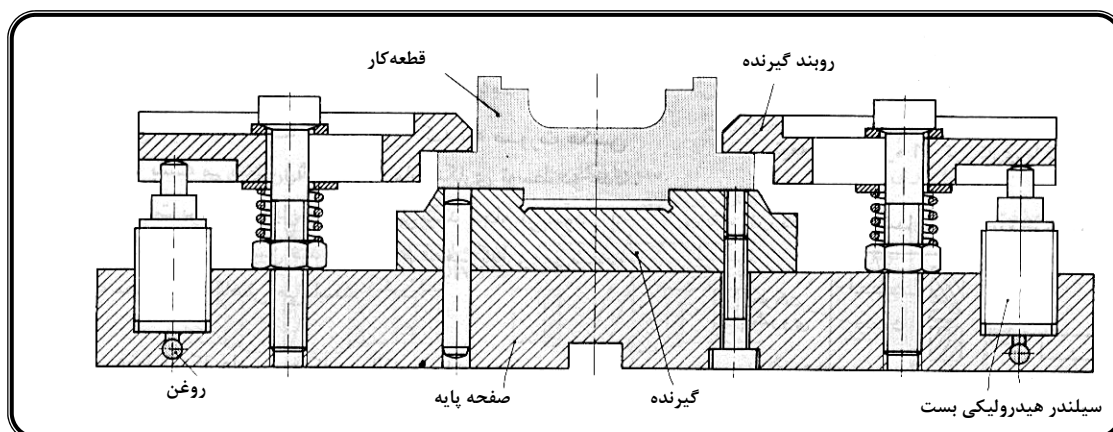 قطعه‌کار
روبند گیرنده
روغن
صفحه پایه
گیرنده
سیلندر هیدرولیکی بست